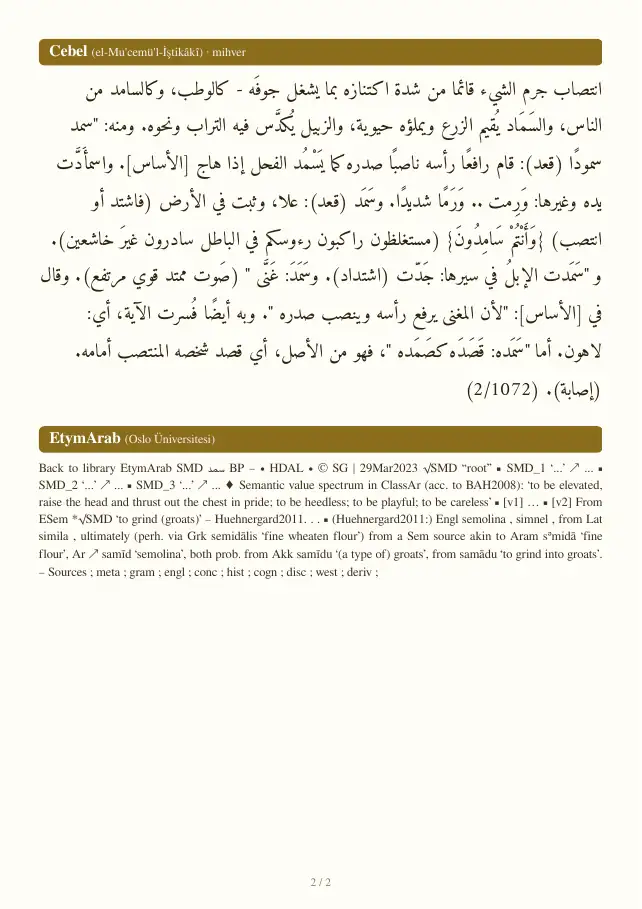 Cebel (el-Mu'cemü'l-İştikâkî) · mihver
انتصاب جرم الشيء قائما من شدة اكتنازه بما يشغل جوفَه - كالوطب، وكالسامد من
الناس، والسَمَاد يُقيم الزرع ويملؤه حيوية، والزبيل يُكدَّس فيه التراب ونحوه. ومنه: "سمد
سمودًا (قعد): قام رافعًا رأسه ناصبًا صدره كما يَسْمُد الفحل إذا هاج [الأساس]. واسمأَدَّت
يده وغيرها: وَرِمت .. وَرَمًا شديدًا. وسَمَد (قعد): علا، وثبت في الأرض (فاشتد أو
انتصب) {وَأَنْتُمْ سَامِدُونَ} (مستغلظون راكبون رءوسكم في الباطل سادرون غيرَ خاشعين).
و "سَمَدت الإبلُ في سيرها: جَدّت (اشتداد). وسَمَدَ: غَنَّى " (صَوت ممتد قوي مرتفع). وقال
في [الأساس]: "لأن المغنى يرفع رأسه وينصب صدره ". وبه أيضًا فُسرت الآية، أي:
لاهون. أما "سَمَده: قَصَدَه كصَمَده "، فهو من الأصل، أي قصد شخصه المنتصب أمامه.
(إصابة). (2/1072)
EtymArab (Oslo Üniversitesi)
Back to library EtymArab SMD سمد BP – • HDAL • © SG | 29Mar2023 √SMD “root” ▪ SMD_1 ‘...’ ↗ ... ▪
SMD_2 ‘...’ ↗ ... ▪ SMD_3 ‘...’ ↗ ... ♦ Semantic value spectrum in ClassAr (acc. to BAH2008): ‘to be elevated,
raise the head and thrust out the chest in pride; to be heedless; to be playful; to be careless’ ▪ [v1] … ▪ [v2] From
ESem *√SMD ‘to grind (groats)’ – Huehnergard2011. . . ▪ (Huehnergard2011:) Engl semolina , simnel , from Lat
simila , ultimately (perh. via Grk semidālis ‘fine wheaten flour’) from a Sem source akin to Aram sᵊmidā ‘fine
flour’, Ar ↗ samīd ‘semolina’, both prob. from Akk samīdu ‘(a type of) groats’, from samādu ‘to grind into groats’.
– Sources ; meta ; gram ; engl ; conc ; hist ; cogn ; disc ; west ; deriv ;
2 / 2